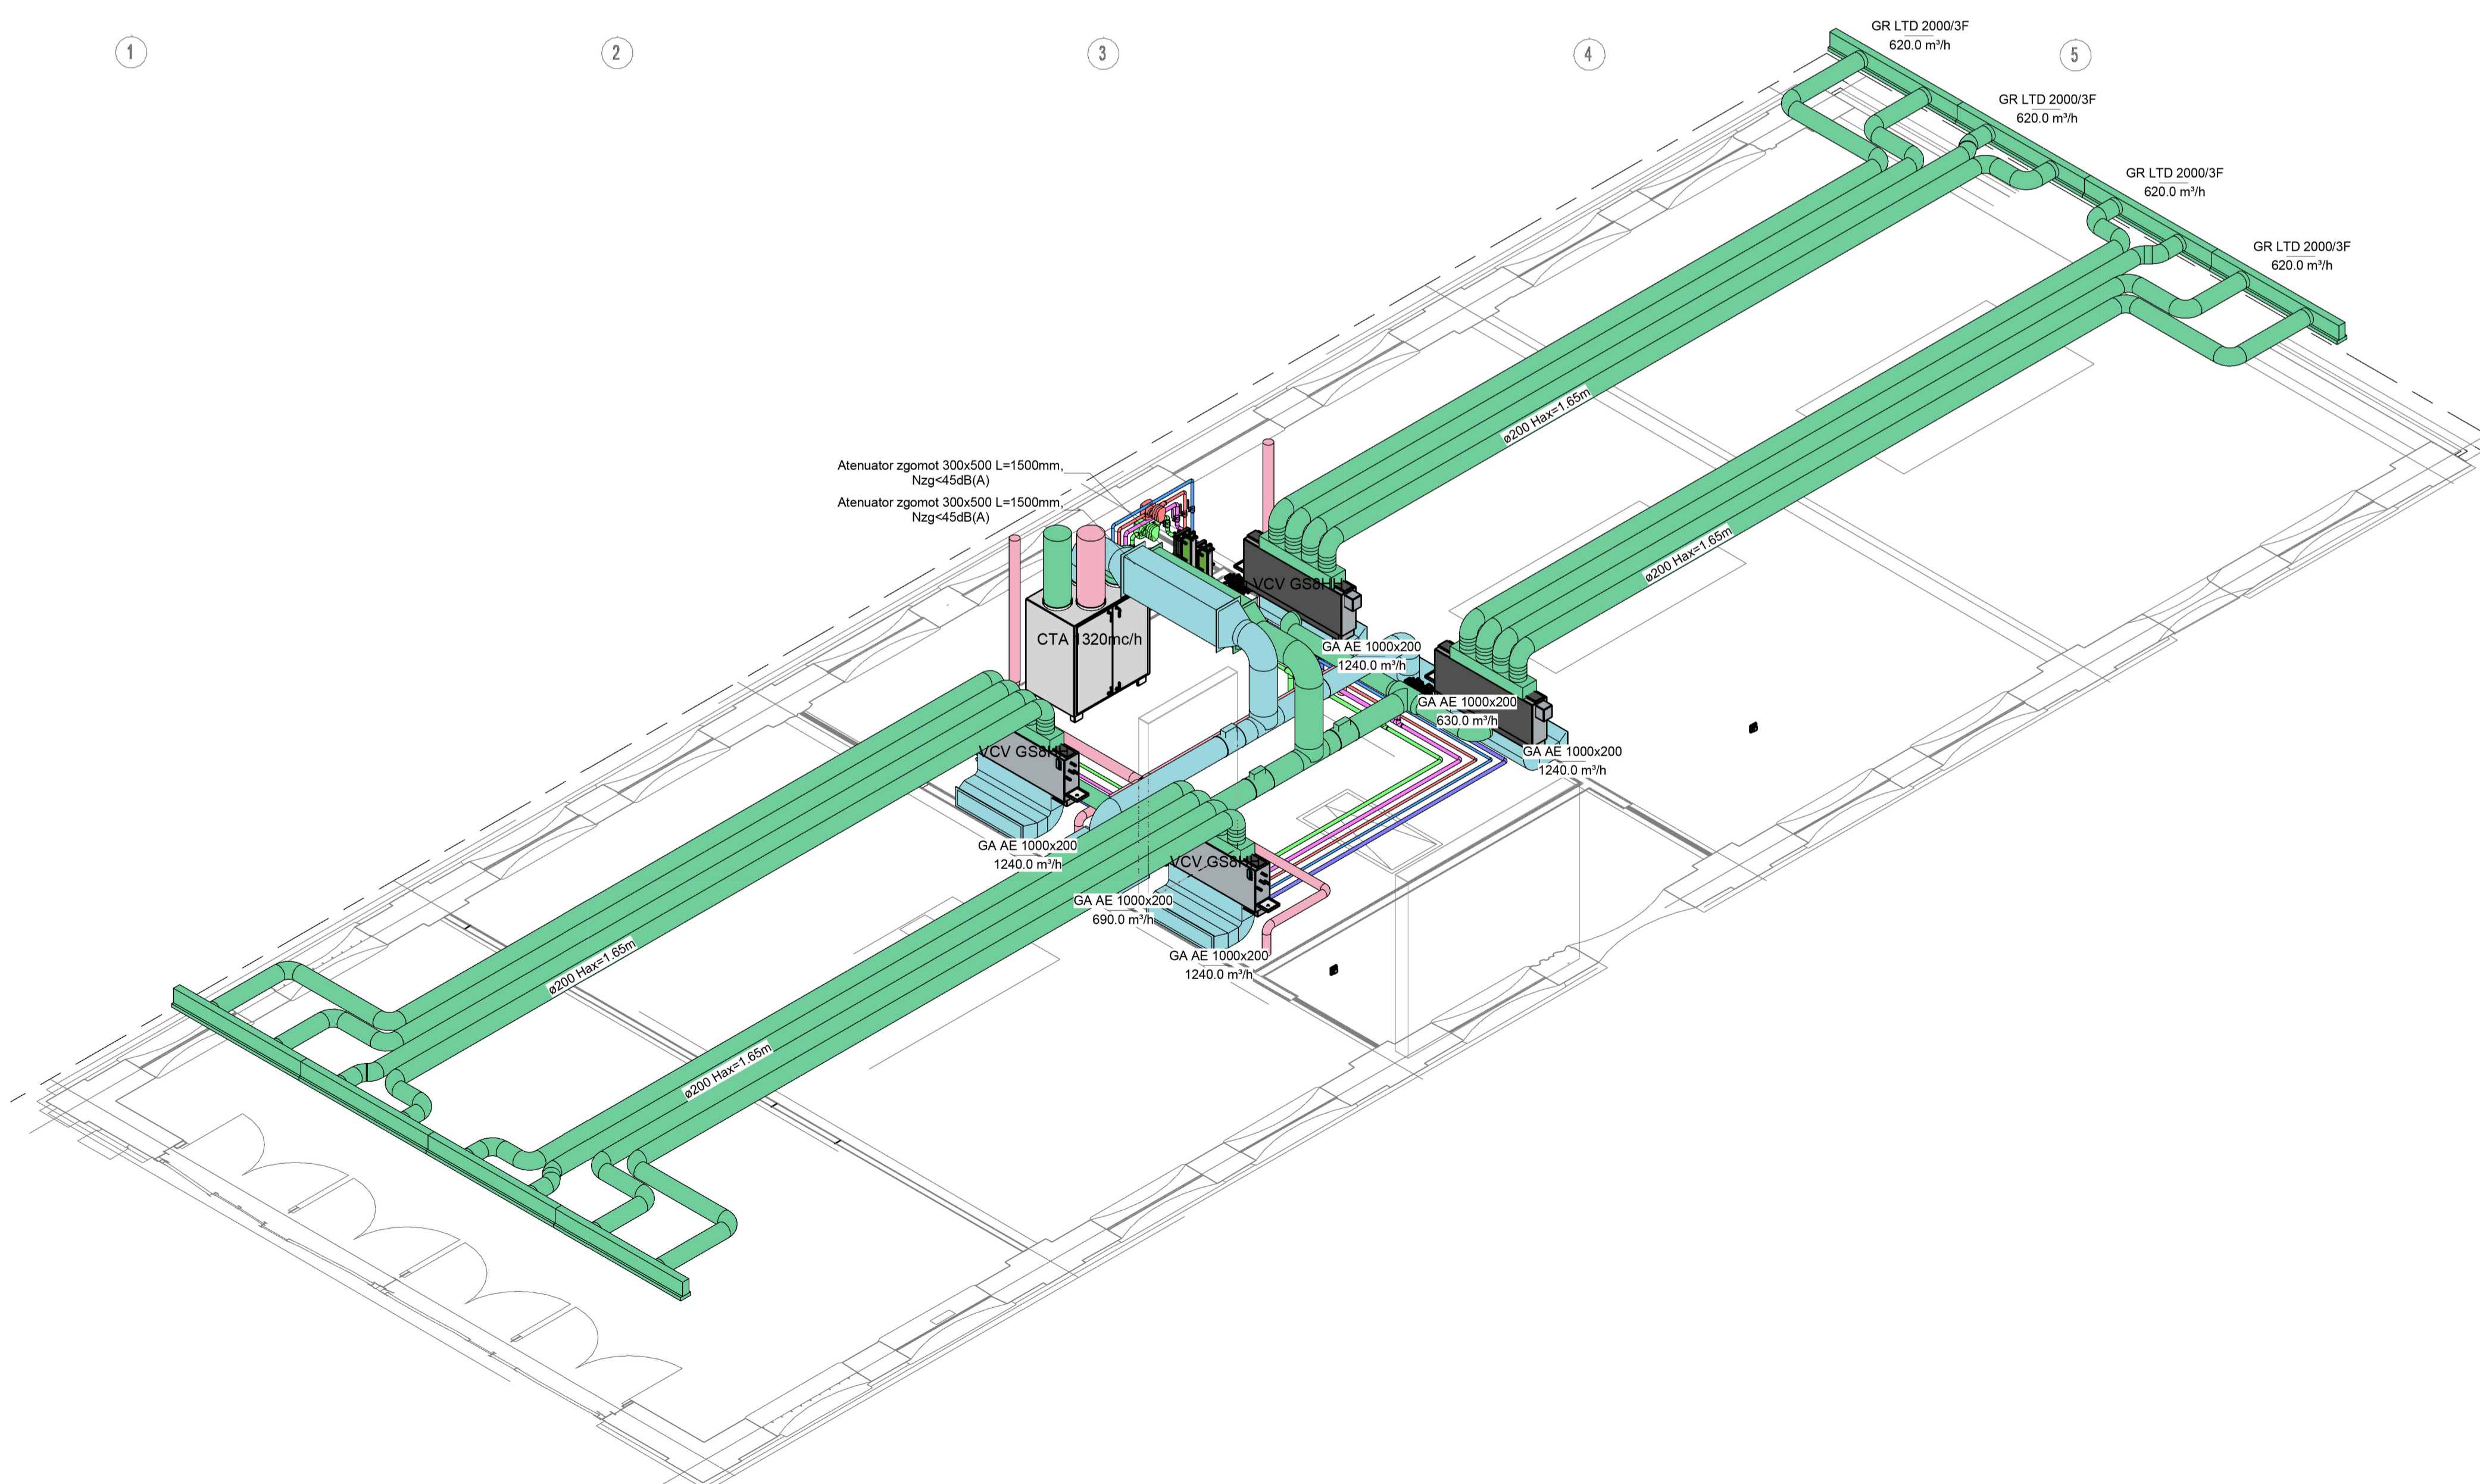 1
2
3
4
5
GR LTD 2000/3F
620.0 m³/h
GR LTD 2000/3F
620.0 m³/h
GR LTD 2000/3F
620.0 m³/h
GR LTD 2000/3F
620.0 m³/h
ø200 Hax=1.65m
Atenuator zgomot 300x500 L=1500mm,
Nzg<45dB(A)
Atenuator zgomot 300x500 L=1500mm,
Nzg<45dB(A)
ø200 Hax=1.65m
VCV GS8HH
CTA 1320mc/h
GA AE 1000x200
1240.0 m³/h
GA AE 1000x200
630.0 m³/h
VCV GS8HH
GA AE 1000x200
1240.0 m³/h
GA AE 1000x200
1240.0 m³/h
VCV GS8HH
GA AE 1000x200
690.0 m³/h
GA AE 1000x200
1240.0 m³/h
ø200 Hax=1.65m
ø200 Hax=1.65m